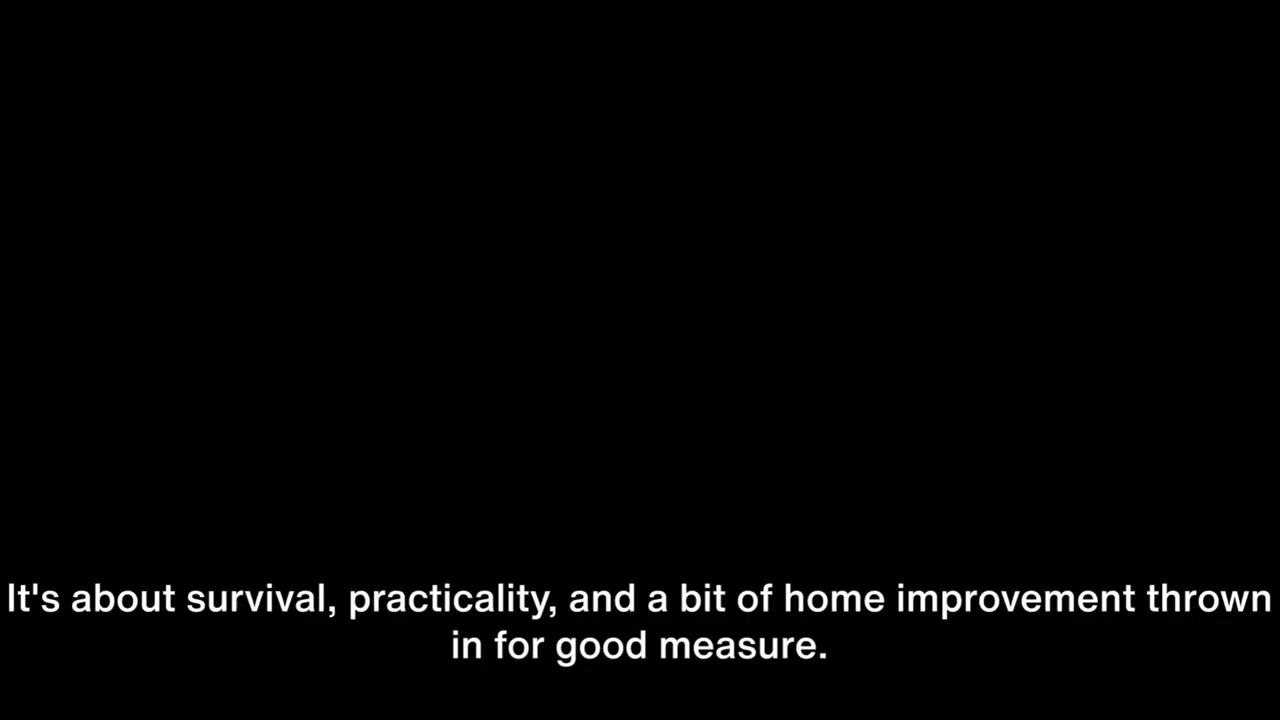 It's about survival, practicality, and a bit of home improvement thrown
in for good measure.